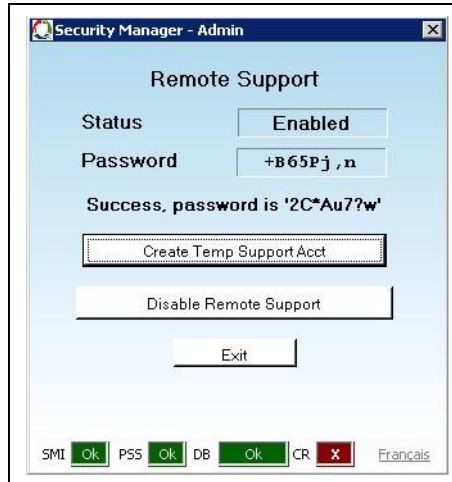 Security Manager - Admin
Remote Support
Status Enabled
Password +B65Pj,n
Success, password is '2C*Au7?w'
Create Temp Support Acct
Disable Remote Support
Exit
SMI Ok PSS Ok DB Ok CR X Français